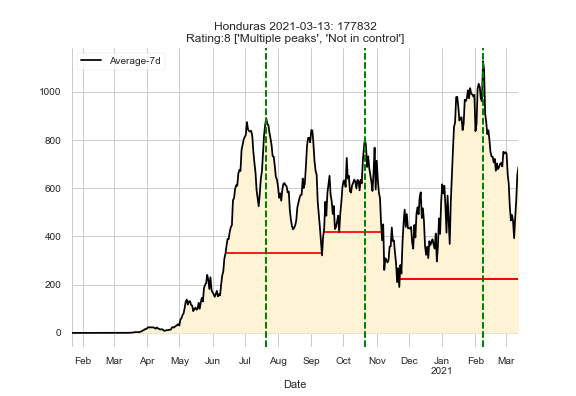 Honduras 2021-03-13: 177832
Rating:8 ['Multiple peaks', 'Not in control']
Average-7d
1000
800
600
400
200
0
Feb Mar Apr May Jun Jul Aug Sep Oct Nov Dec Jan Feb Mar
2021
Date